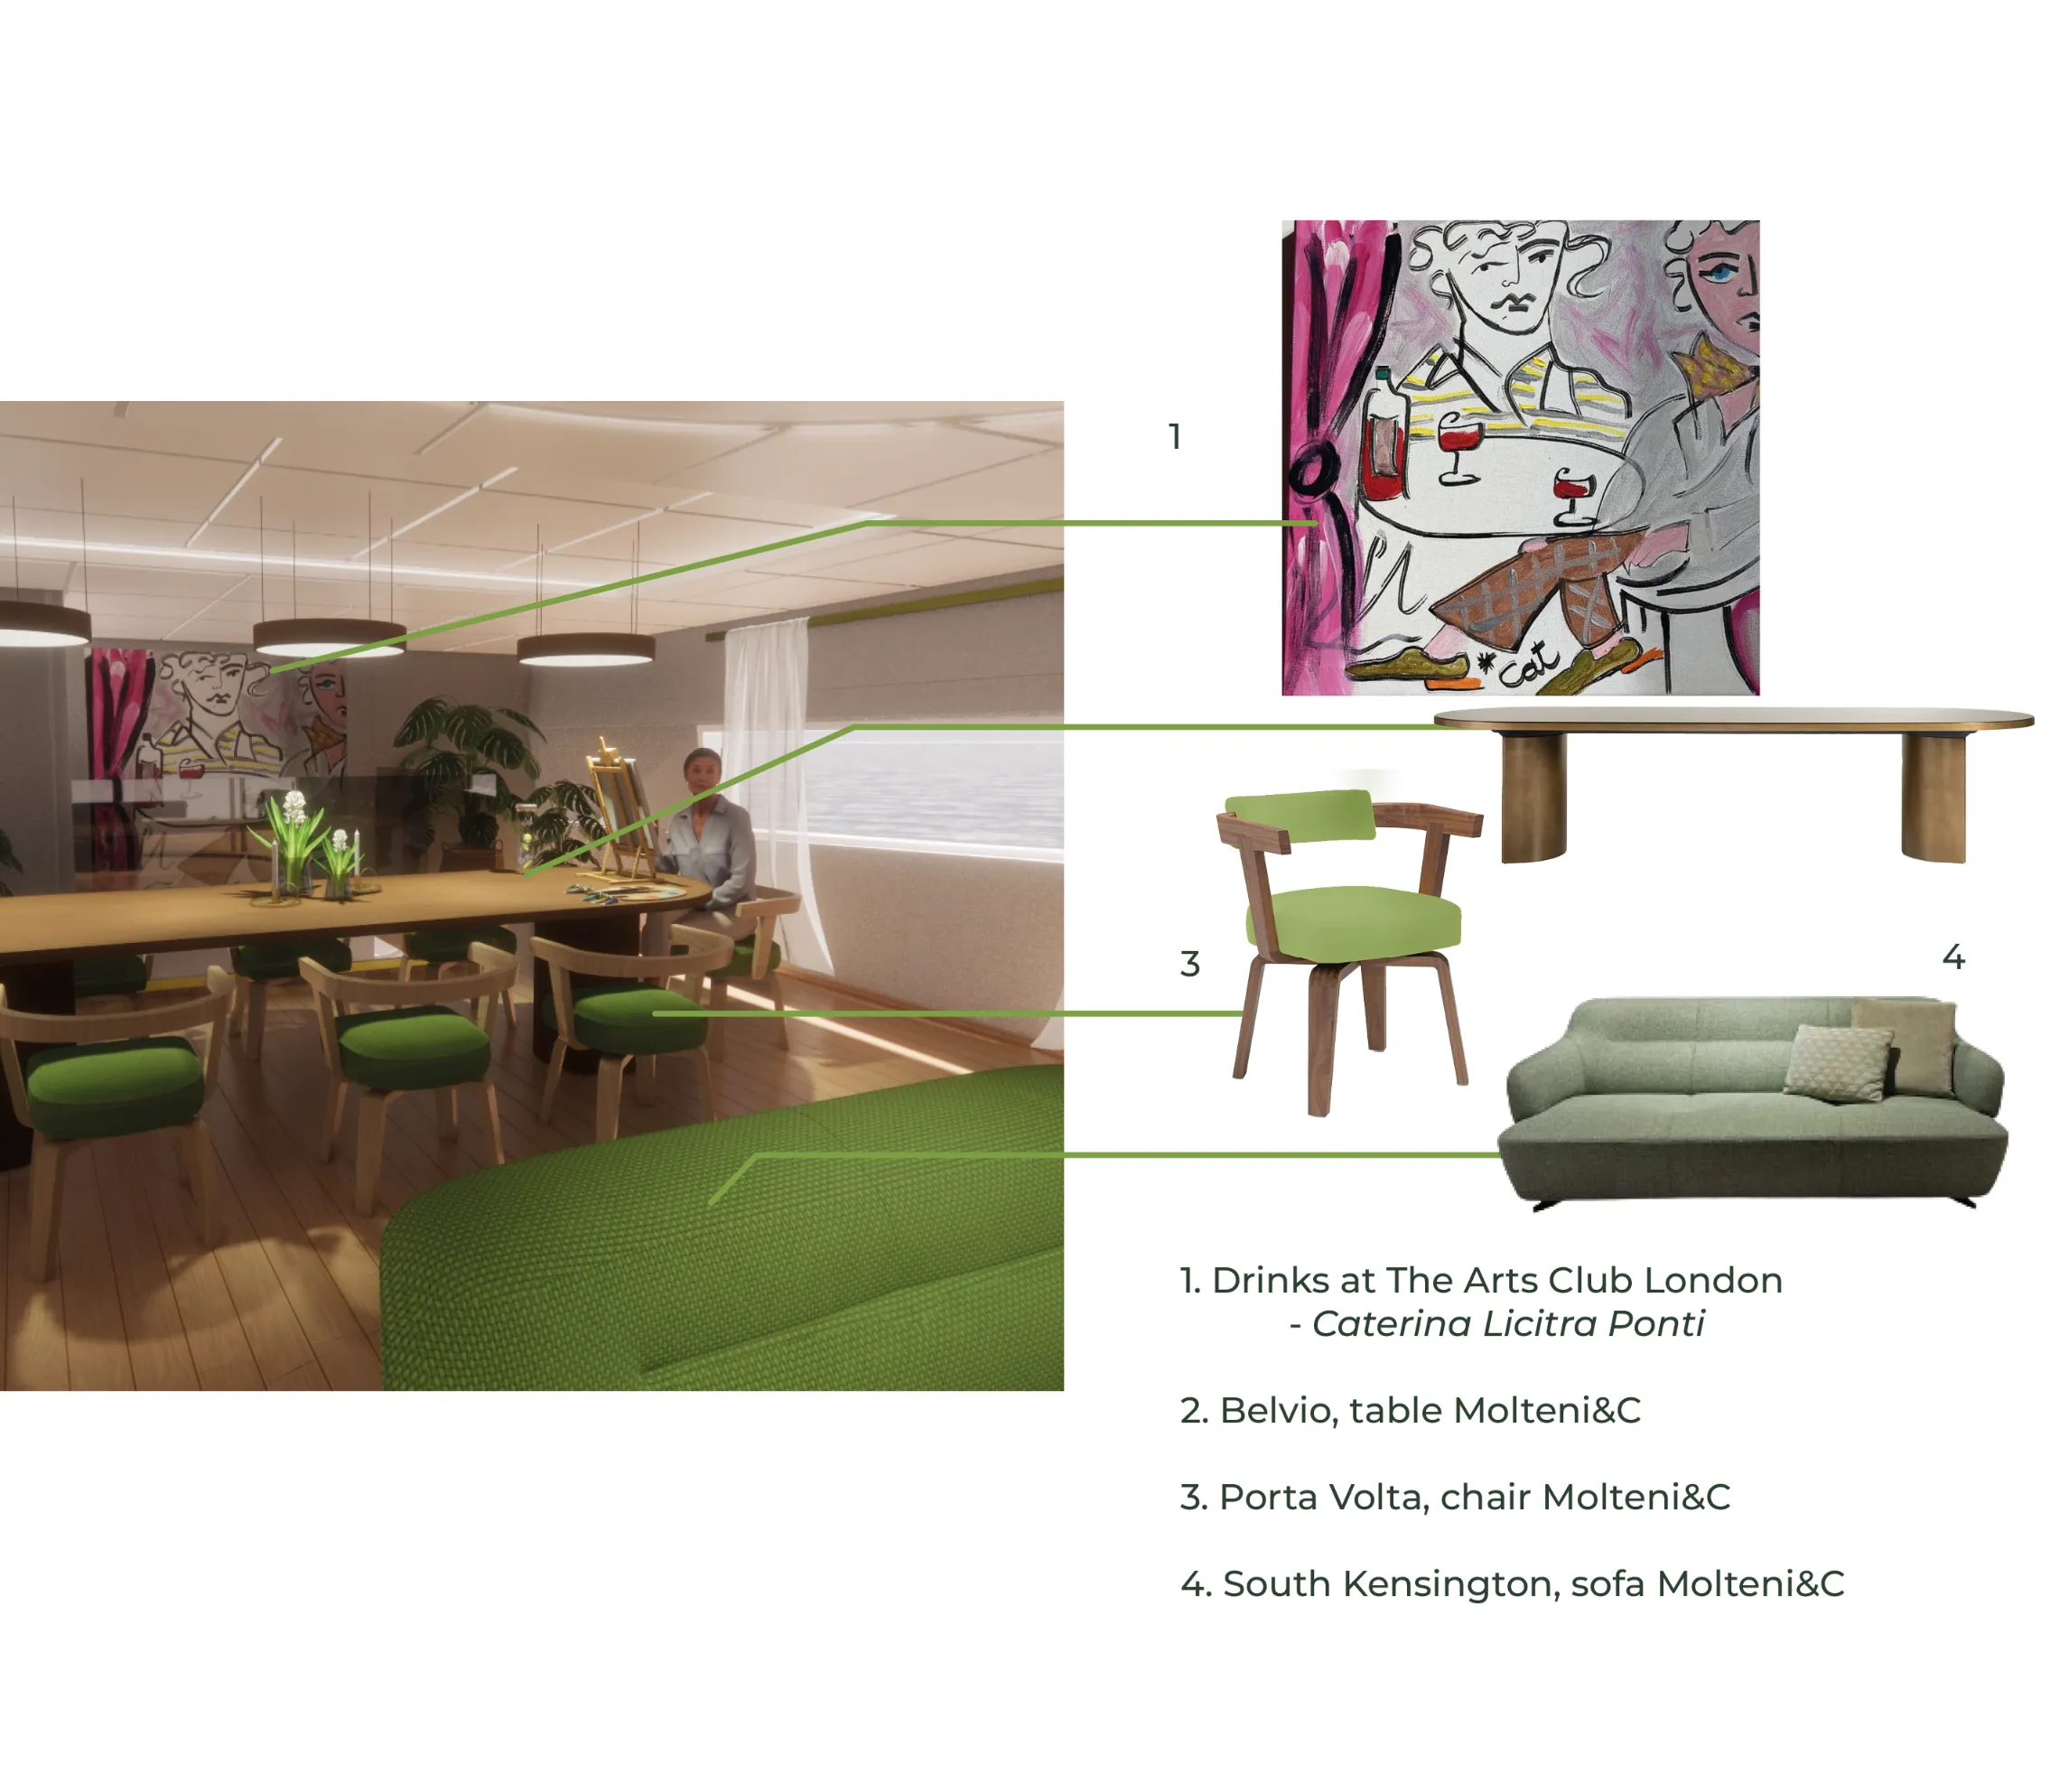 1
*cat
3
4
1. Drinks at The Arts Club London
- Caterina Licitra Ponti
2. Belvio, table Molteni&C
3. Porta Volta, chair Molteni&C
4. South Kensington, sofa Molteni&C